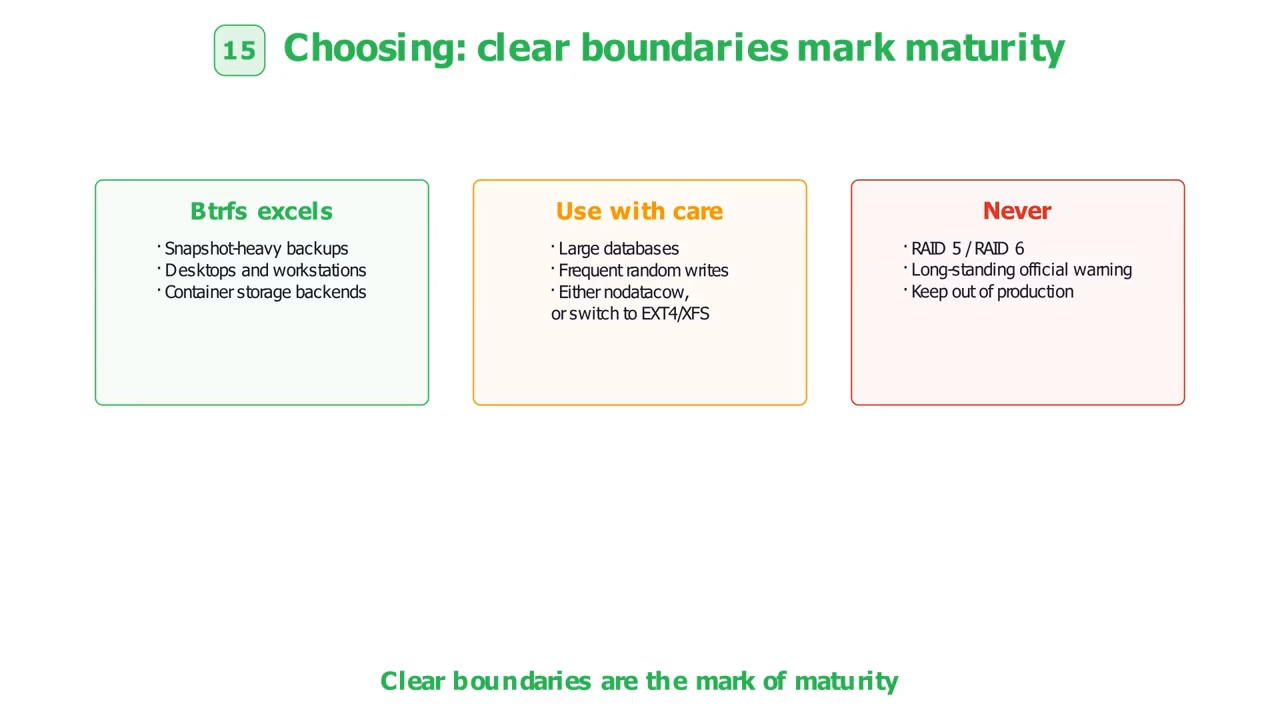 15 Choosing: clear boundaries mark maturity
Btrfs excels
· Snapshot-heavy backups
· Desktops and workstations
· Container storage backends
Use with care
· Large databases
· Frequent random writes
· Either nodatacow,
or switch to EXT4/XFS
Never
· RAID 5 / RAID 6
· Long-standing official warning
· Keep out of production
Clear boundaries are the mark of maturity